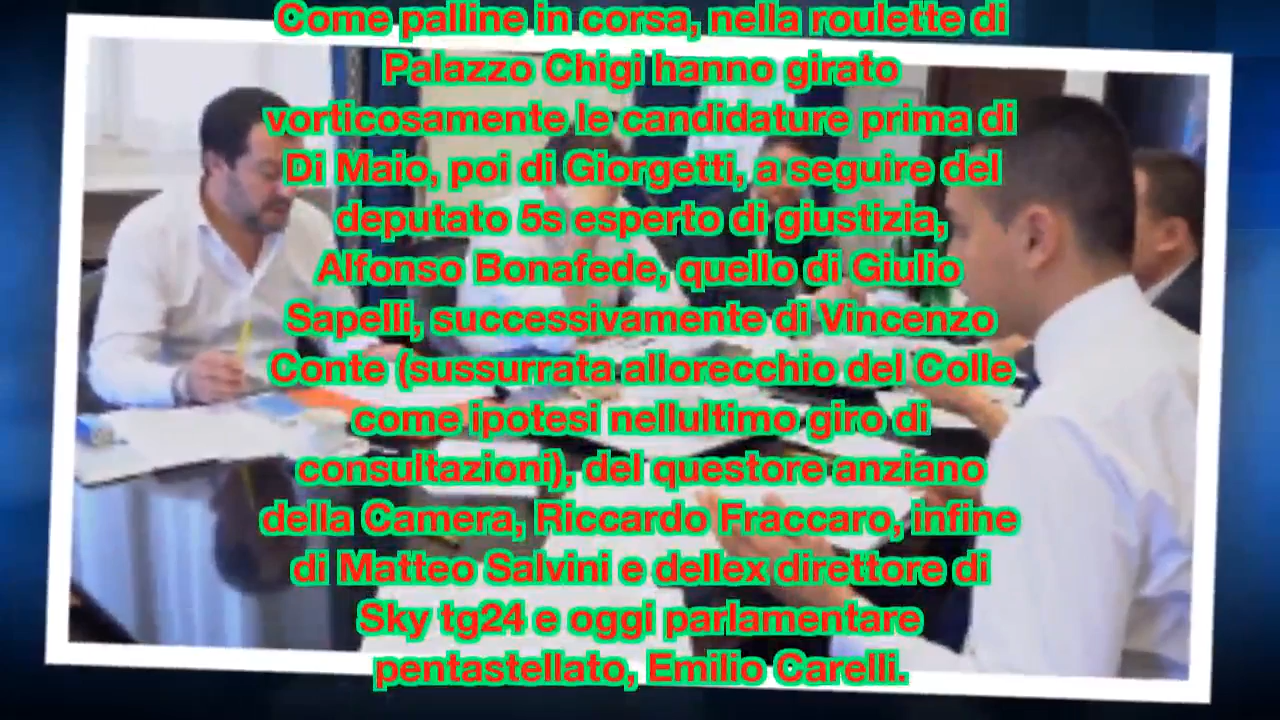 Come palline in corsa, nella roulette di
Palazzo Chigi hanno girato
vorticosamente le candidature prima di
Di Maio, poi di Giorgetti, a seguire del
deputato 5s esperto di giustizia,
Alfonso Bonafede, quello di Giulio
Sapelli, successivamente di Vincenzo
Conte (sussurrata allorecchio del Colle
come ipotesi nellultimo giro di
consultazioni), del questore anziano
della Camera, Riccardo Fraccaro, infine
di Matteo Salvini e dellex direttore di
Sky tg24 e oggi parlamentare
pentastellato, Emilio Carelli.